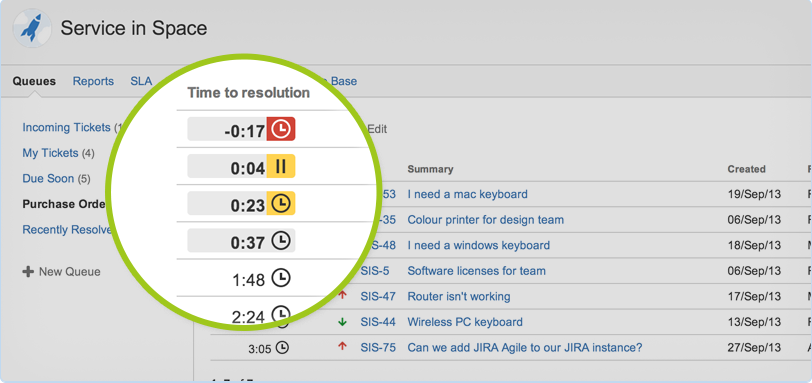 Service in Space
Queues Reports SLA Base
Time to resolution
Incoming Tickets
My Tickets (4)
Due Soon (5)
Purchase Orde
Recently Resolve
New Queue
Edit
Summary Created
-0:17 53 I need a mac keyboard 19/Sep/13
0:04 -35 Colour printer for design team 06/Sep/13
0:23 -48 I need a windows keyboard 18/Sep/13
0:37 SIS-5 Software licenses for team 06/Sep/13
1:48 SIS-47 Router isn't working 17/Sep/13
2:24 SIS-44 Wireless PC keyboard 13/Sep/13
3:05 SIS-75 Can we add JIRA Agile to our JIRA instance? 27/Sep/13